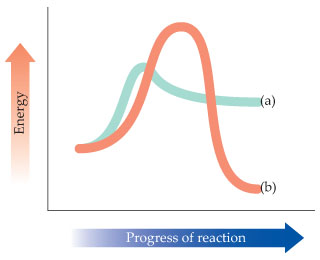 Energy
(a)
(b)
Progress of reaction